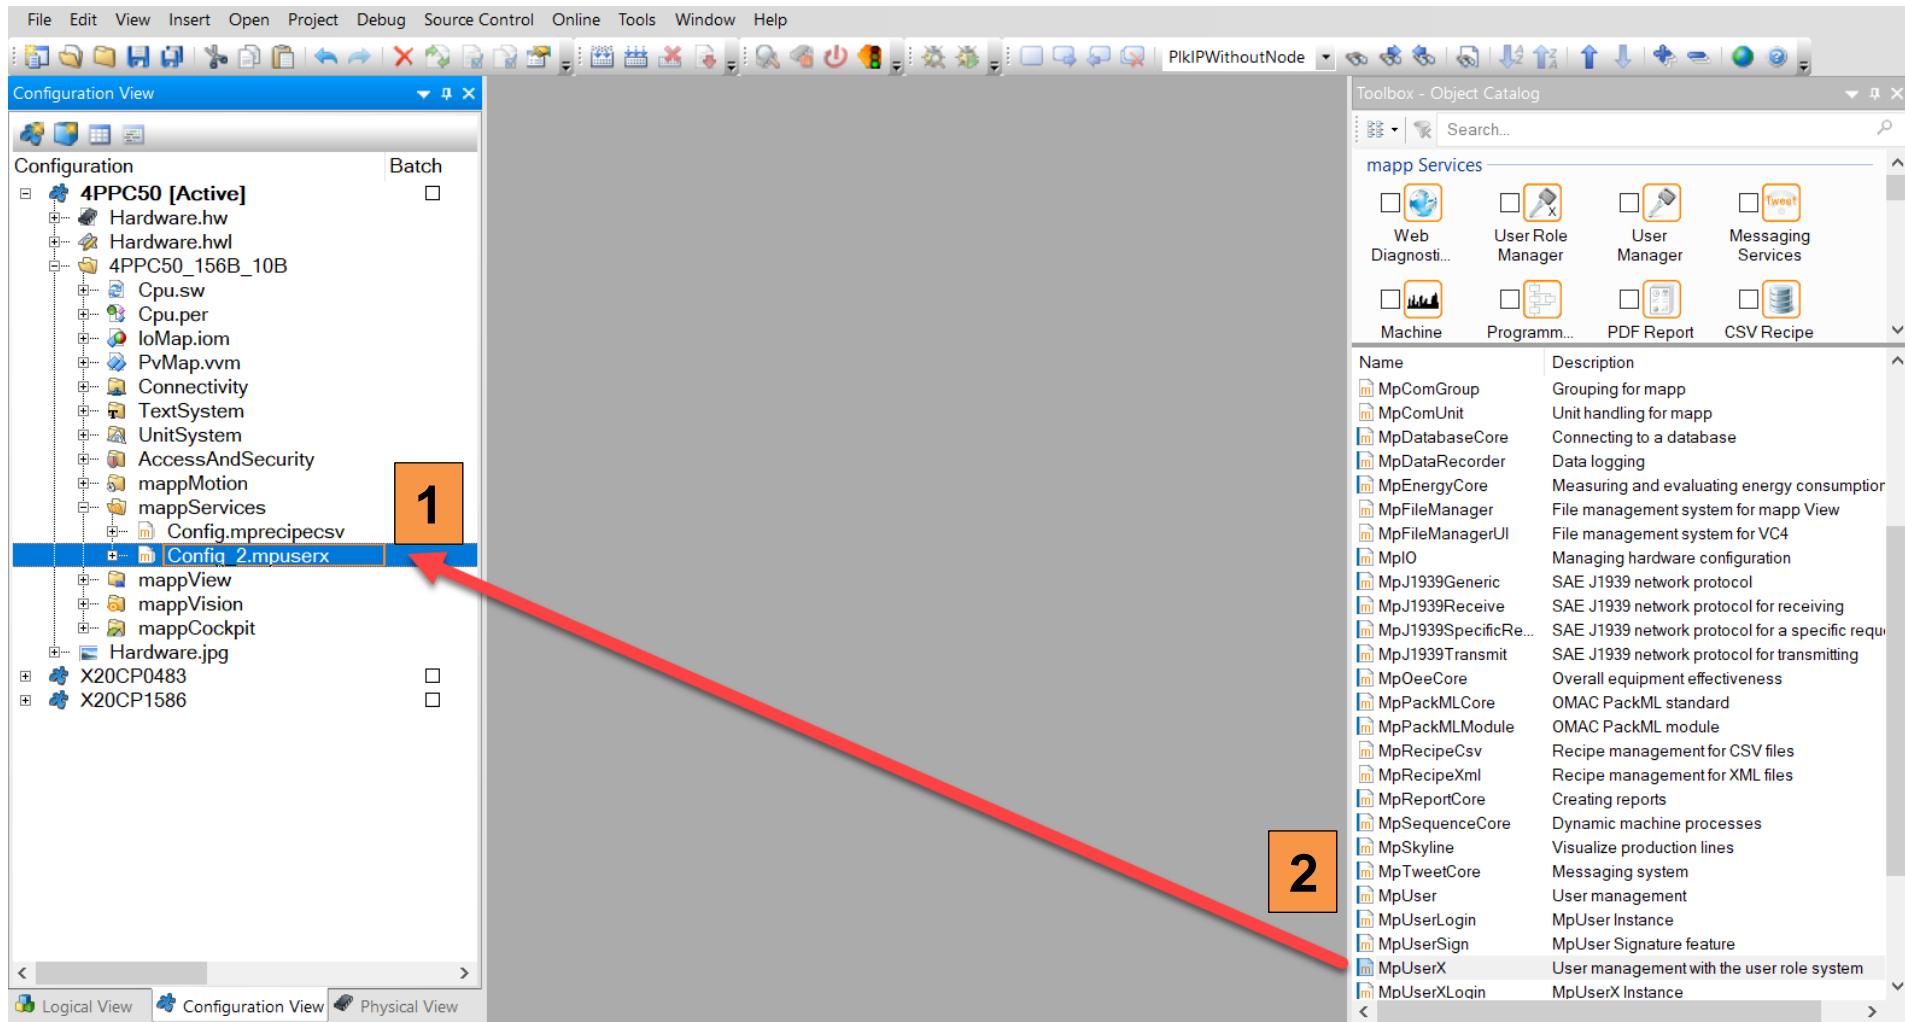 File Edit View Insert Open Project Debug Source Control Online Tools Window Help
PlkIPWithoutNode
Configuration View
Configuration Batch
4PPC50 [Active]
Hardware.hw
Hardware.hwl
4PPC50_156B_10B
Cpu.sw
Cpu.per
IoMap.iom
PvMap.vvm
Connectivity
TextSystem
UnitSystem
AccessAndSecurity
mappMotion
mappServices
Config.mprecipecsv
Config_2.mpuserx
mappView
mappVision
mappCockpit
Hardware.jpg
X20CP0483
X20CP1586
1
Logical View Configuration View Physical View
2
Toolbox - Object Catalog
Search...
mapp Services
Tweet
Web Diagnosti...
User Role Manager
User Manager
Messaging Services
Machine
Programm...
PDF Report
CSV Recipe
Name Description
MpComGroup Grouping for mapp
MpComUnit Unit handling for mapp
MpDatabaseCore Connecting to a database
MpDataRecorder Data logging
MpEnergyCore Measuring and evaluating energy consumption
MpFileManager File management system for mapp View
MpFileManagerUI File management system for VC4
MpIO Managing hardware configuration
MpJ1939Generic SAE J1939 network protocol
MpJ1939Receive SAE J1939 network protocol for receiving
MpJ1939SpecificRe... SAE J1939 network protocol for a specific requ
MpJ1939Transmit SAE J1939 network protocol for transmitting
MpOeeCore Overall equipment effectiveness
MpPackMLCore OMAC PackML standard
MpPackMLModule OMAC PackML module
MpRecipeCsv Recipe management for CSV files
MpRecipeXml Recipe management for XML files
MpReportCore Creating reports
MpSequenceCore Dynamic machine processes
MpSkyline Visualize production lines
MpTweetCore Messaging system
MpUser User management
MpUserLogin MpUser Instance
MpUserSign MpUser Signature feature
MpUserX User management with the user role system
MpUserXLogin MpUserX Instance